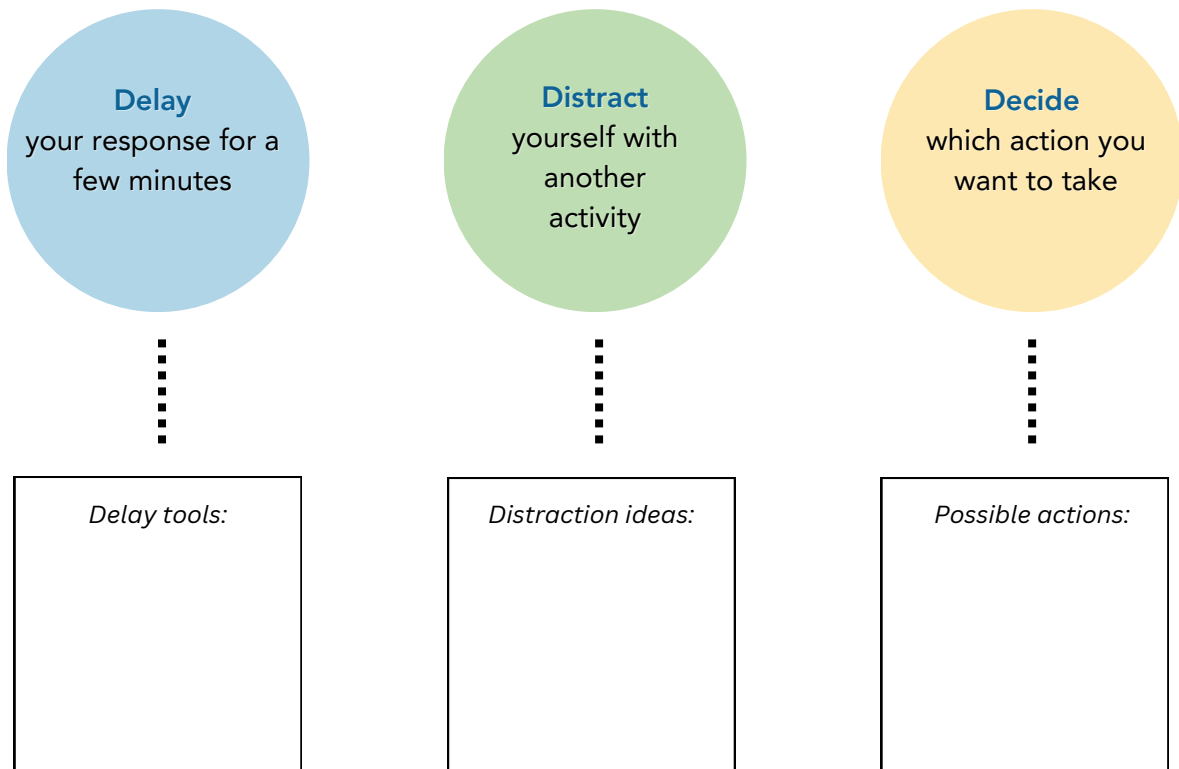 Delay
your response for a
few minutes
Distract
yourself with
another
activity
Decide
which action you
want to take
Delay tools:
Distraction ideas:
Possible actions: